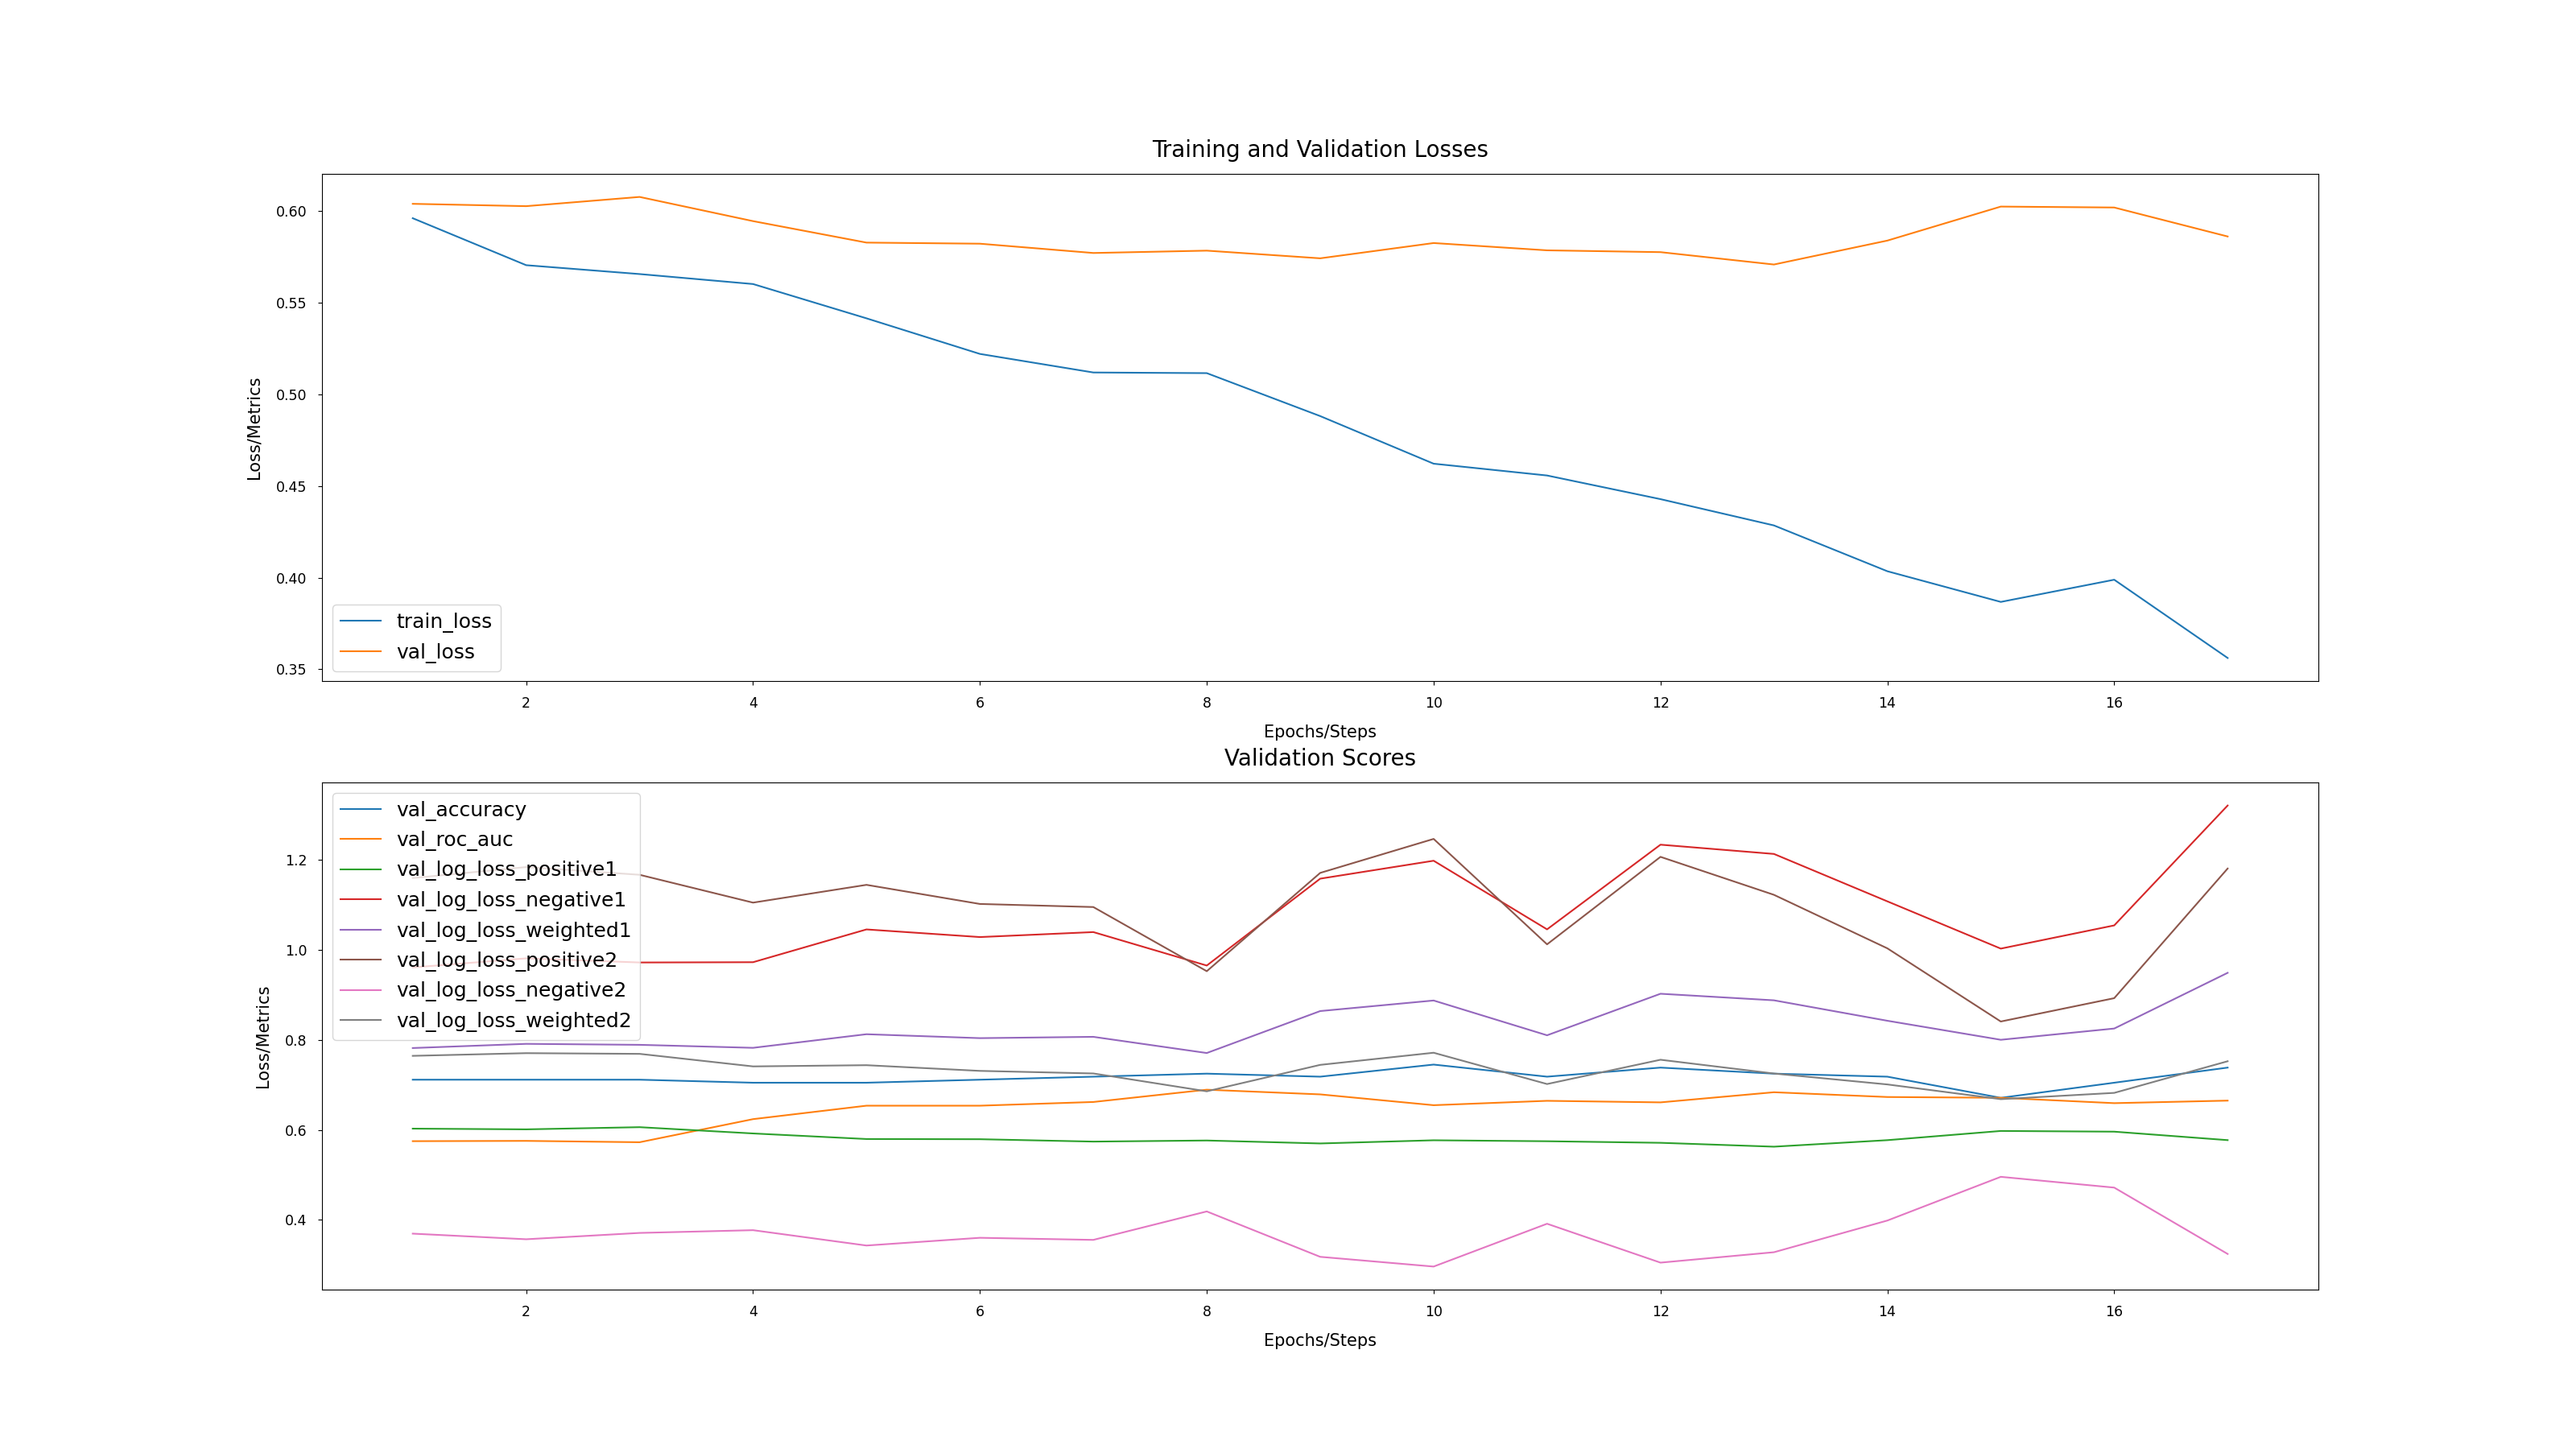 Training and Validation Losses
Loss/Metrics
0.60
0.55
0.50
0.45
0.40
0.35
train_loss
val_loss
2 4 6 8 10 12 14 16
Epochs/Steps
Validation Scores
Loss/Metrics
1.2
1.0
0.8
0.6
0.4
val_accuracy
val_roc_auc
val_log_loss_positive1
val_log_loss_negative1
val_log_loss_weighted1
val_log_loss_positive2
val_log_loss_negative2
val_log_loss_weighted2
2 4 6 8 10 12 14 16
Epochs/Steps